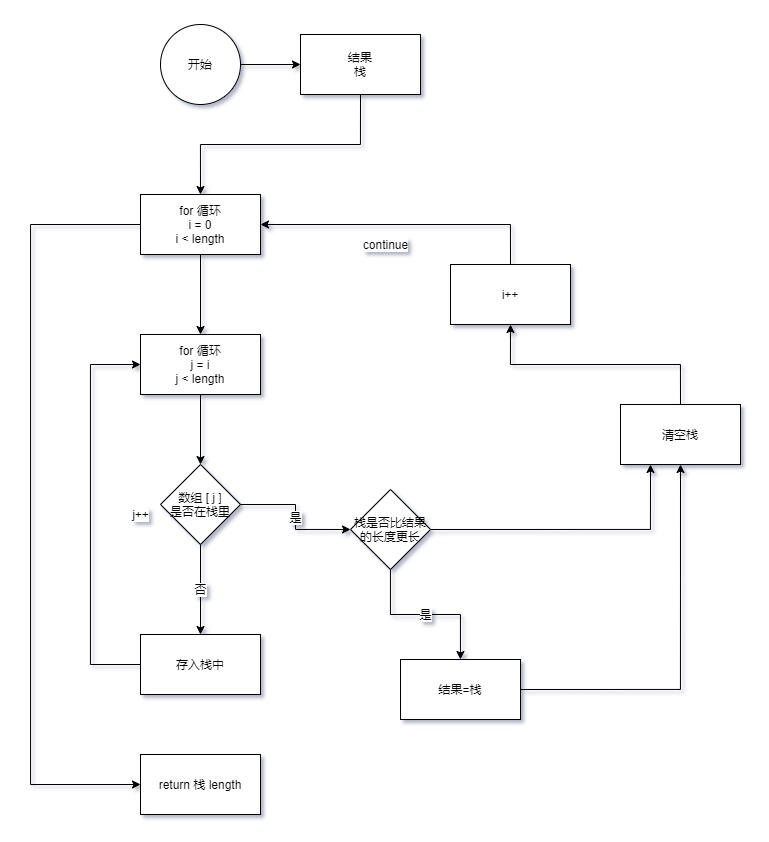 开始
结果
栈
for 循环
i = 0
i < length
continue
i++
for 循环
j = i
j < length
清空栈
数组 [ j ]
是否在栈里
j++
是
栈是否比结果
的长度更长
否
是
存入栈中
结果=栈
return 栈 length